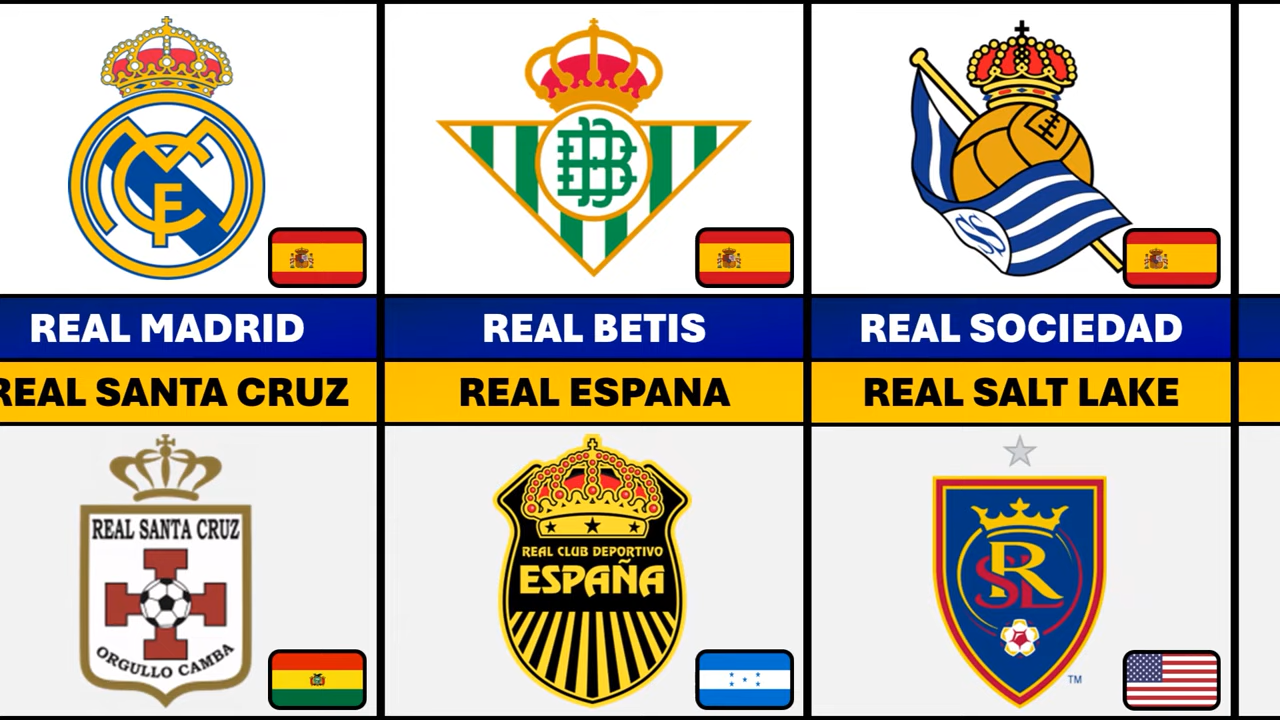 REAL MADRID
REAL BETIS
REAL SOCIEDAD
REAL SANTA CRUZ
REAL ESPANA
REAL SALT LAKE
REAL SANTA CRUZ
ORGULLO CAMBA
REAL CLUB DEPORTIVO
ESPAÑA
RSL
TM